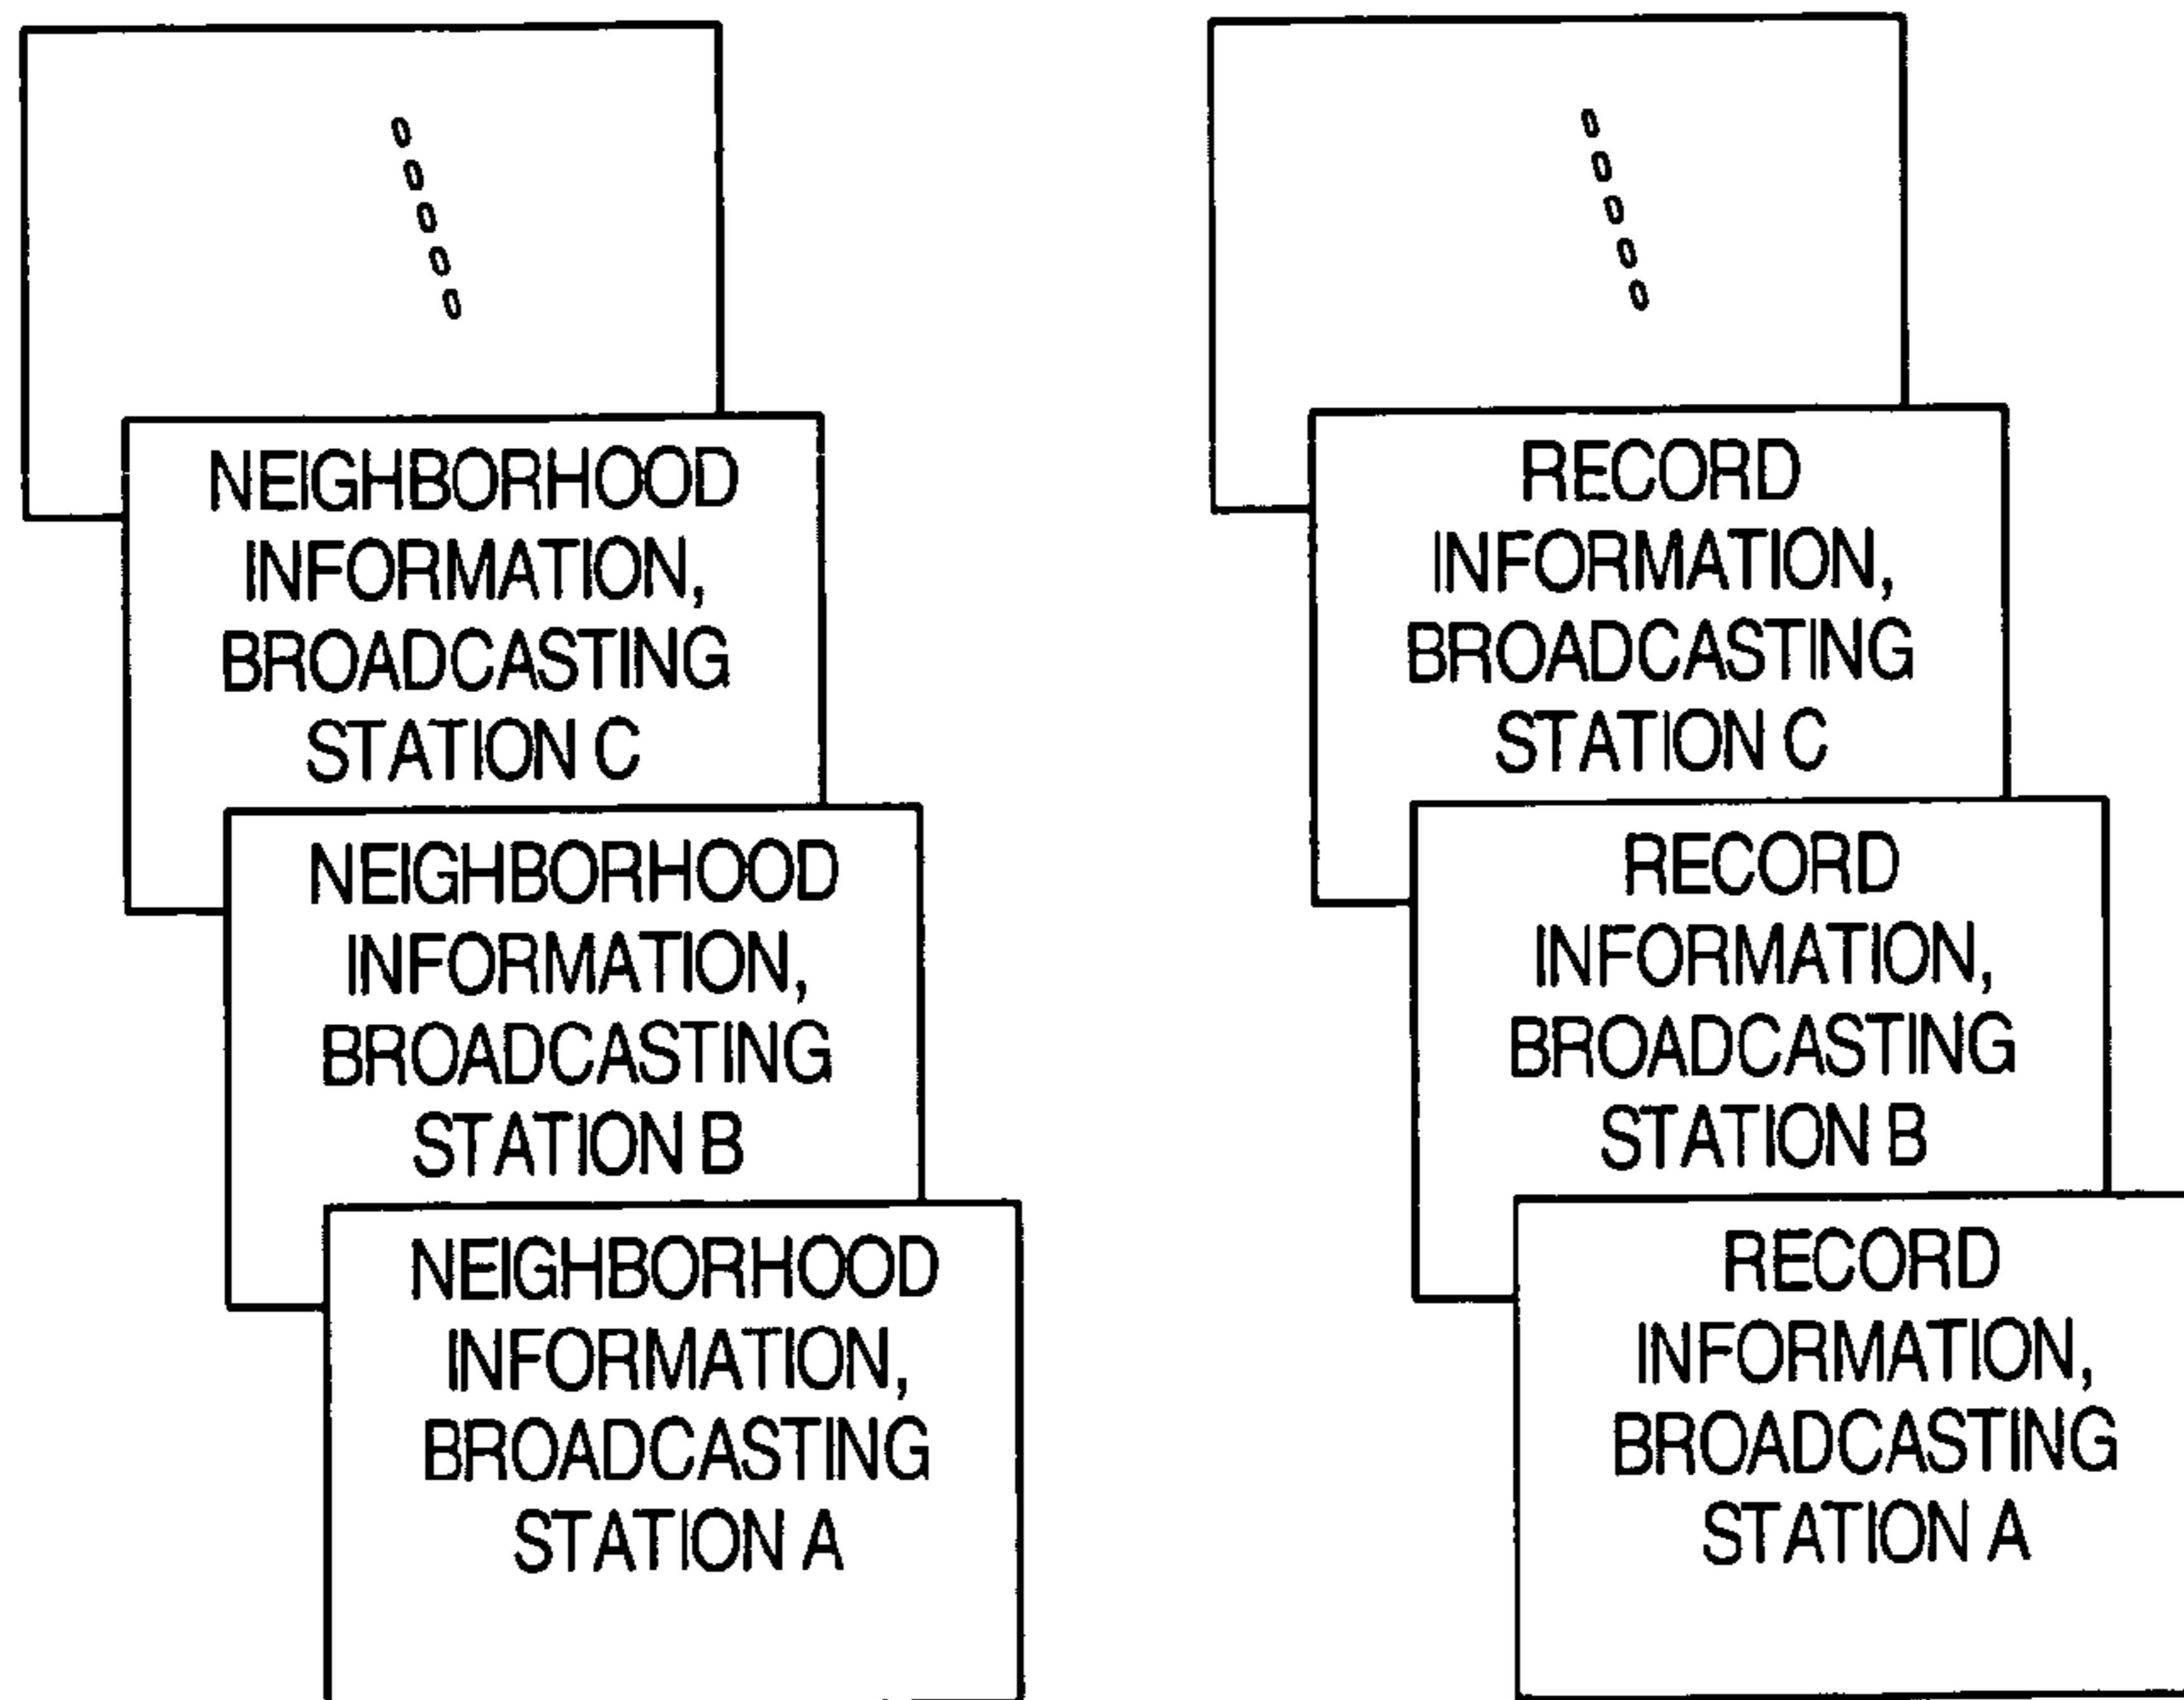 NEIGHBORHOOD
INFORMATION,
BROADCASTING
STATION C
NEIGHBORHOOD
INFORMATION,
BROADCASTING
STATION B
NEIGHBORHOOD
INFORMATION,
BROADCASTING
STATION A
RECORD
INFORMATION,
BROADCASTING
STATION C
RECORD
INFORMATION,
BROADCASTING
STATION B
RECORD
INFORMATION,
BROADCASTING
STATION A